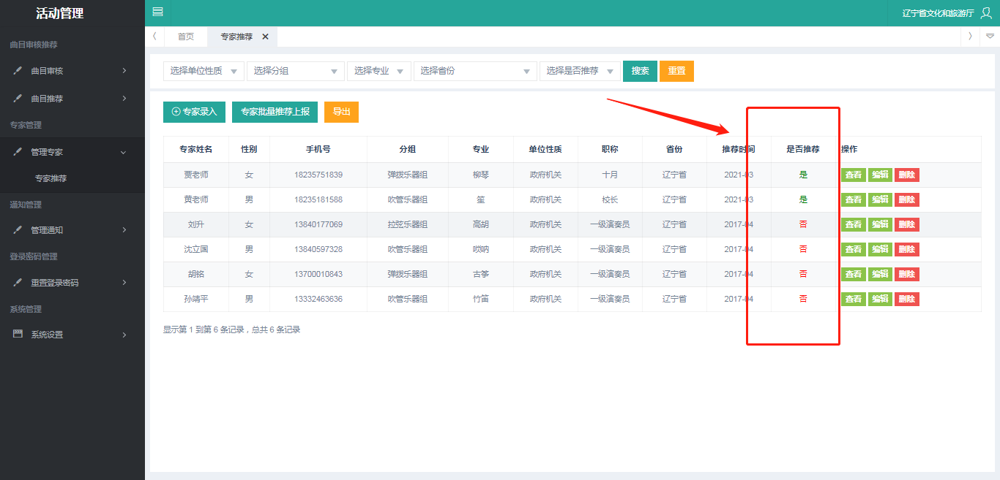 活动管理
辽宁省文化和旅游厅
曲目审核推荐
曲目审核
曲目推荐
专家管理
管理专家
专家推荐
通知管理
管理通知
登录密码管理
重置登录密码
系统管理
系统设置
首页 专家推荐
选择单位性质 选择分组 选择专业 选择省份 选择是否推荐 搜索 重置
专家录入 专家批量推荐上报 导出
专家姓名 性别 手机号 分组 专业 单位性质 职称 省份 推荐时间 是否推荐 操作
贾老师 女 18235751839 弹拨乐器组 柳琴 政府机关 十月 辽宁省 2021-03 是 查看 编辑 删除
黄老师 男 18235181588 吹管乐器组 笙 政府机关 校长 辽宁省 2021-03 是 查看 编辑 删除
刘升 女 13840177069 拉弦乐器组 高胡 政府机关 一级演奏员 辽宁省 2017-04 否 查看 编辑 删除
沈立国 男 13840597328 吹管乐器组 唢呐 政府机关 一级演奏员 辽宁省 2017-04 否 查看 编辑 删除
胡铭 女 13700010843 弹拨乐器组 古筝 政府机关 一级演奏员 辽宁省 2017-04 否 查看 编辑 删除
孙靖平 男 13332463636 吹管乐器组 竹笛 政府机关 一级演奏员 辽宁省 2017-04 否 查看 编辑 删除
显示第 1 到第 6 条记录，总共 6 条记录